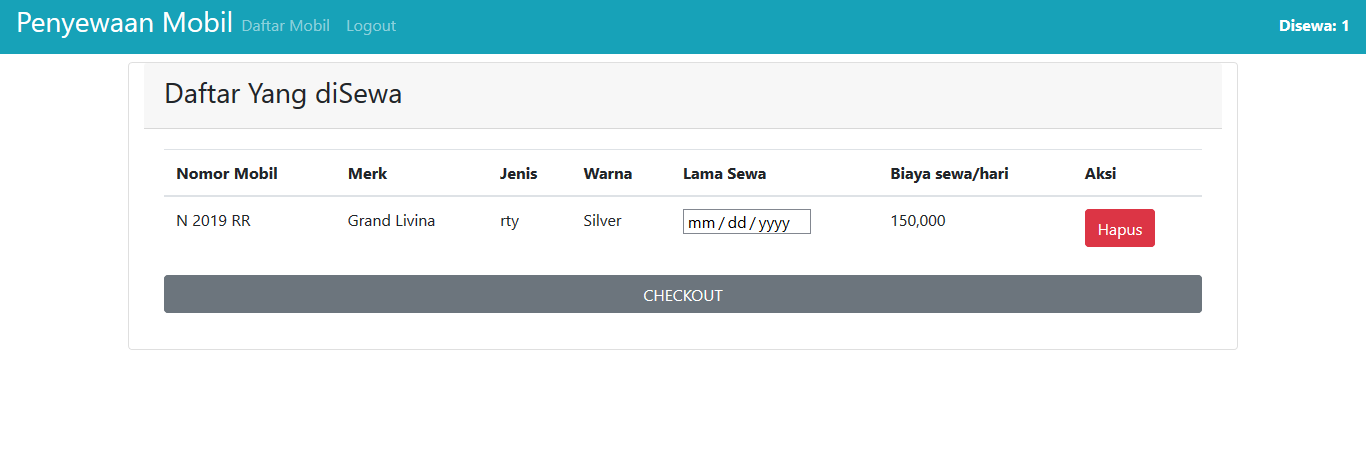 Penyewaan Mobil Daftar Mobil Logout Disewa: 1
Daftar Yang diSewa
Nomor Mobil Merk Jenis Warna Lama Sewa Biaya sewa/hari Aksi
N 2019 RR Grand Livina rty Silver mm/dd/yyyy 150,000 Hapus
CHECKOUT